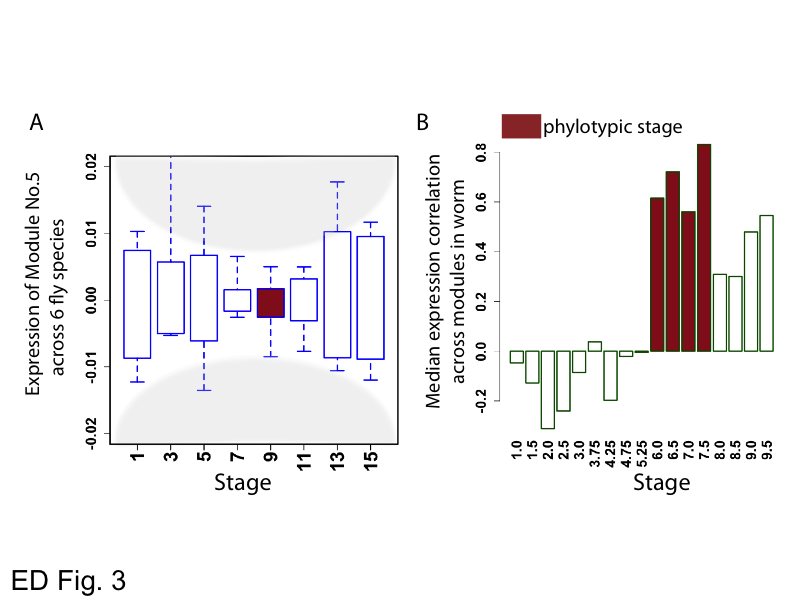 A
B
phylotypic stage
Expression of Module No.5
across 6 fly species
0.02
0.01
0.00
-0.01
-0.02
1 3 5 7 9 11 13 15
Stage
Median expression correlation
across modules in worm
0.8
0.6
0.4
0.2
0.0
-0.2
1.0 1.5 2.0 2.5 3.0 3.75 4.25 4.75 5.25 6.0 6.5 7.0 7.5 8.0 8.5 9.0 9.5
Stage
ED Fig. 3